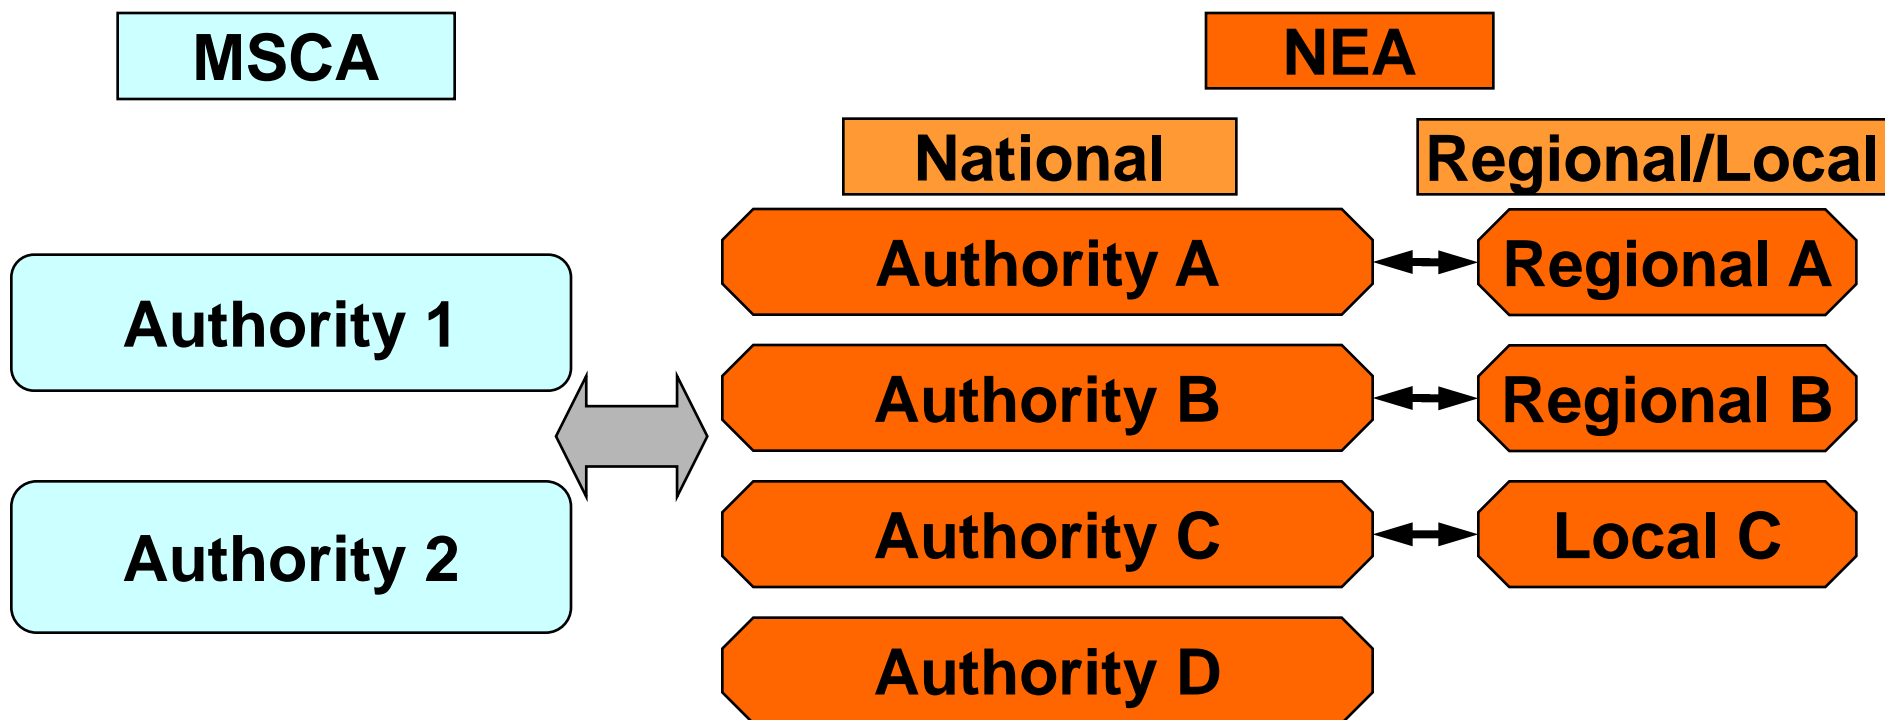 MSCA
NEA
National
Regional/Local
Authority 1
Authority 2
Authority A
Regional A
Authority B
Regional B
Authority C
Local C
Authority D